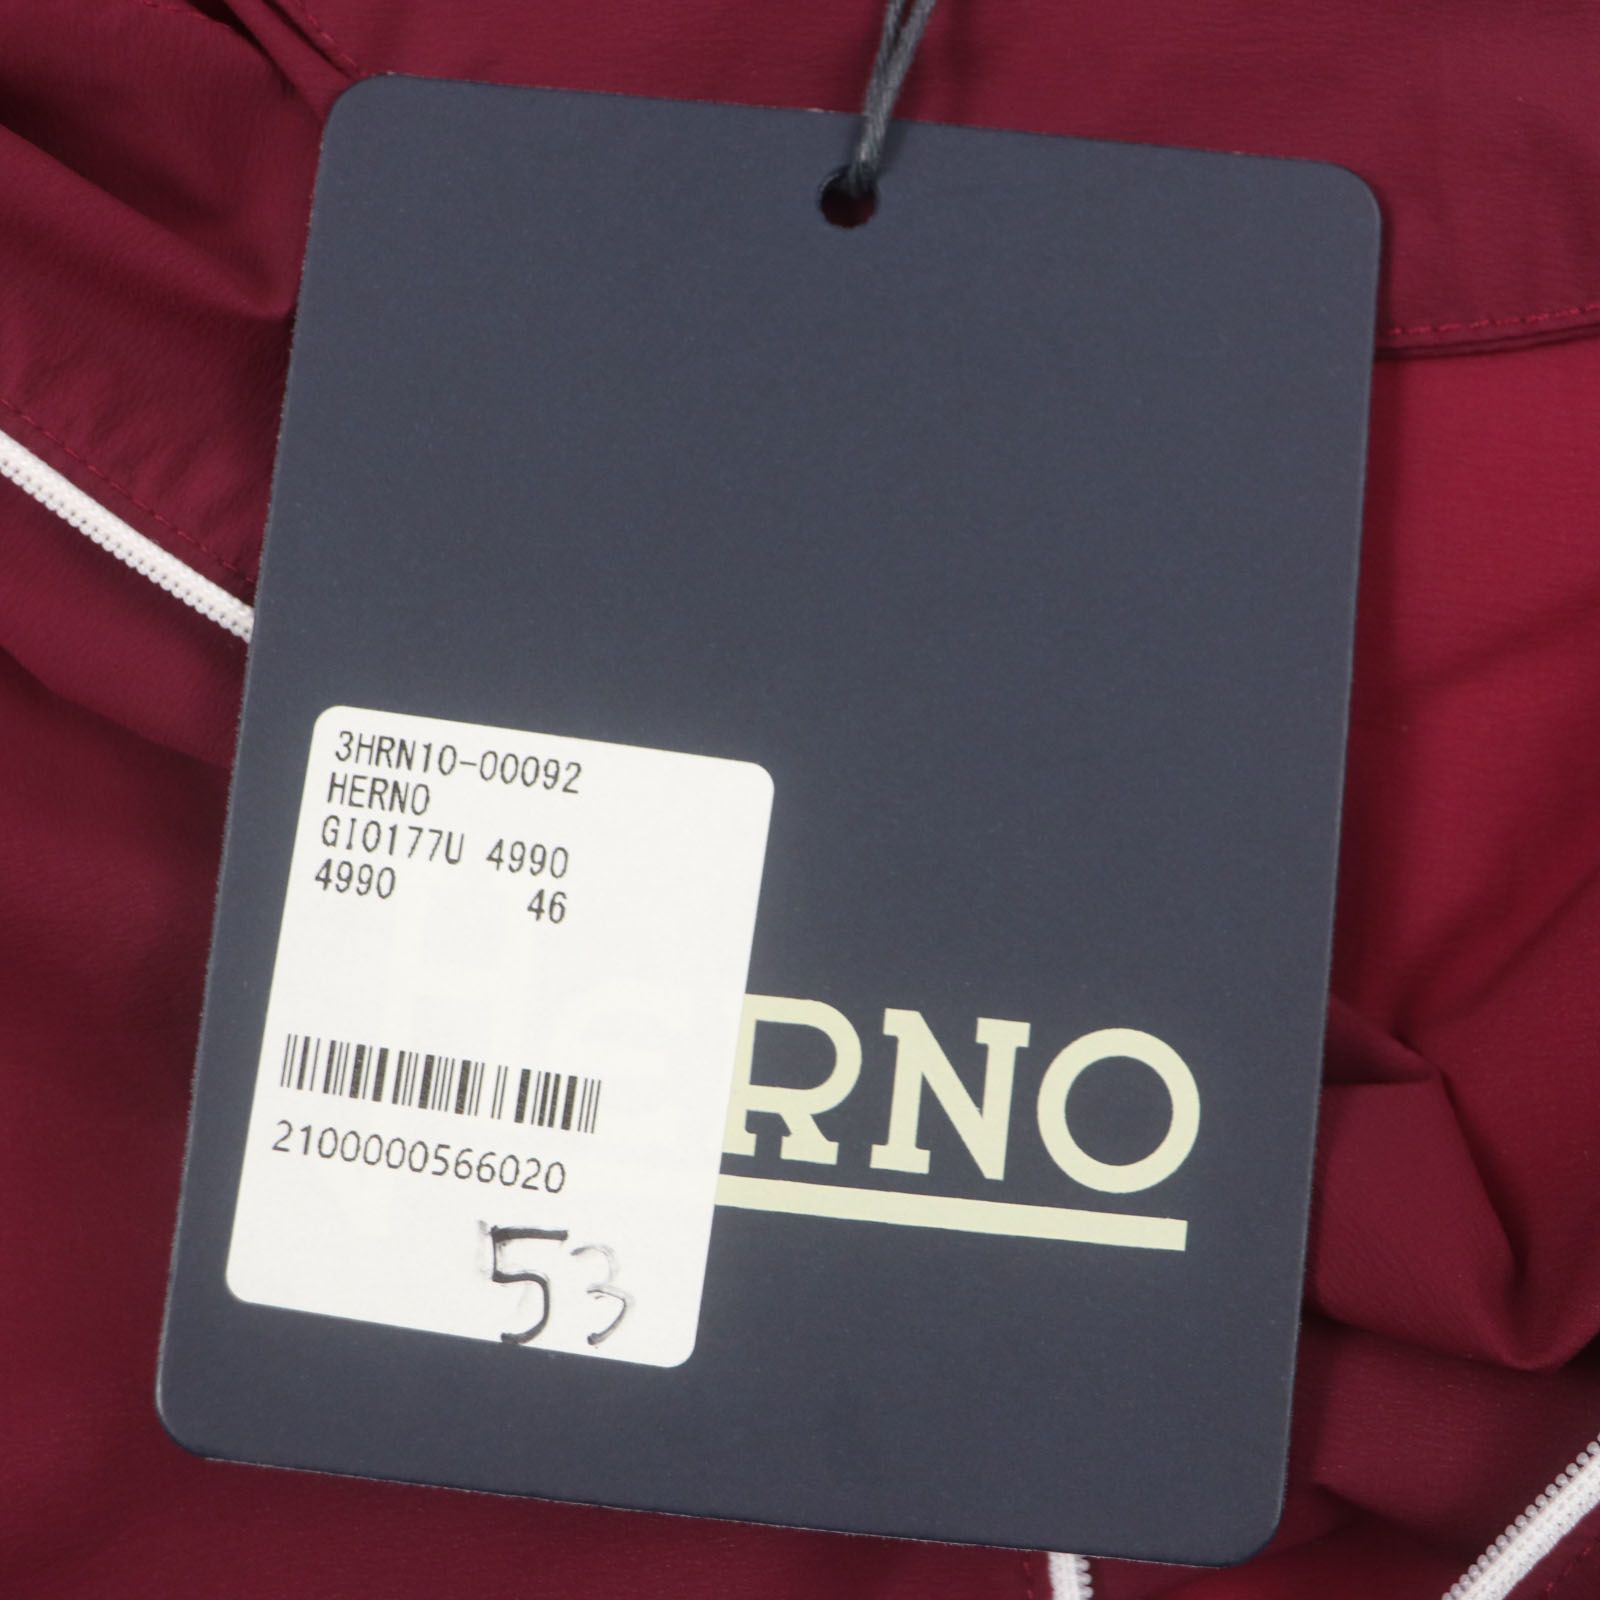 3HRN10-00092
HERNO
GI0177U 4990
4990 46
RNO
2100000566020
53